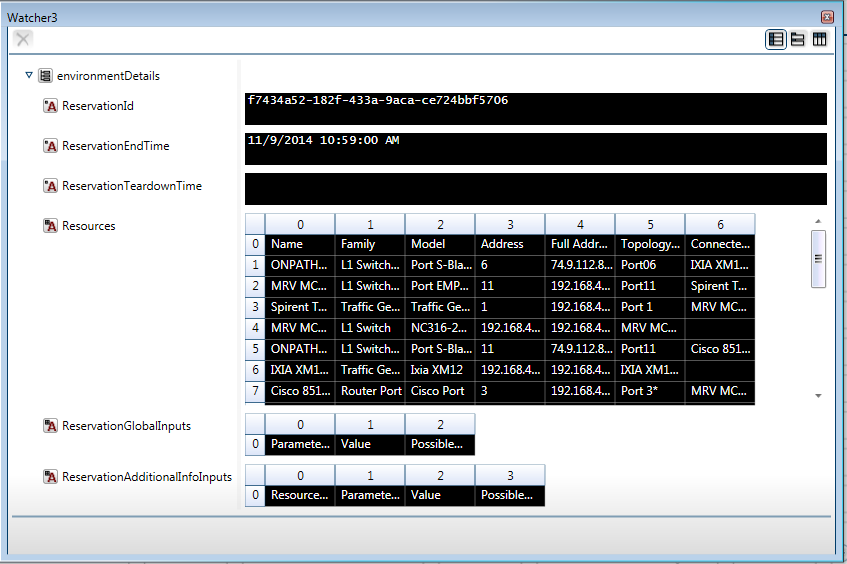 Watcher3
environmentDetails
ReservationId
f7434a52-182f-433a-9aca-ce724bbf5706
ReservationEndTime
11/9/2014 10:59:00 AM
ReservationTeardownTime
Resources
0 1 2 3 4 5 6
0 Name Family Model Address Full Addr... Topology... Connecte...
1 ONPATH... L1 Switch... Port S-Bla... 6 74.9.112.8... Port06 IXIA XM1...
2 MRV MC... L1 Switch... Port EMP... 11 192.168.4... Port11 Spirent T...
3 Spirent T... Traffic Ge... Traffic Ge... 1 192.168.4... Port 1 MRV MC...
4 MRV MC... L1 Switch NC316-2... 192.168.4... 192.168.4... MRV MC...
5 ONPATH... L1 Switch... Port S-Bla... 11 74.9.112.8... Port11 Cisco 851...
6 IXIA XM1... Traffic Ge... Ixia XM12 192.168.4... 192.168.4... IXIA XM1...
7 Cisco 851... Router Port Cisco Port 3 192.168.4... Port 3* MRV MC...
ReservationGlobalInputs
0 1 2
0 Paramete... Value Possible...
ReservationAdditionalInfoInputs
0 1 2 3
0 Resource... Paramete... Value Possible...